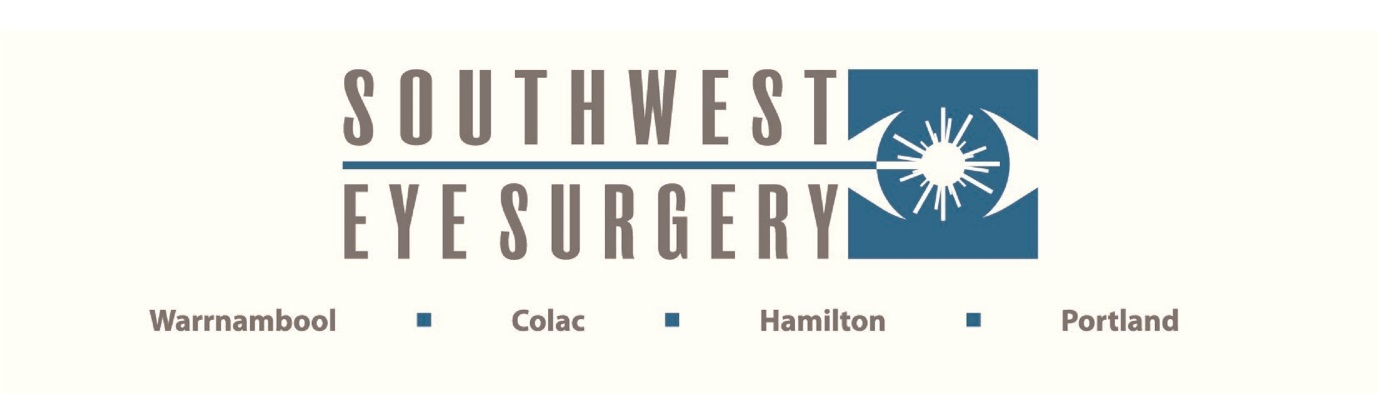 SOUTHWEST
EYE SURGERY
Warrnambool ■ Colac ■ Hamilton ■ Portland